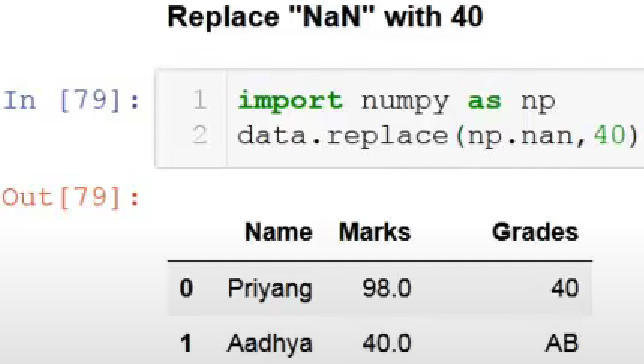 Replace "NaN" with 40
In [79]:
1 import numpy as np
2 data.replace(np.nan,40)
Out[79]:
Name Marks Grades
0 Priyang 98.0 40
1 Aadhya 40.0 AB